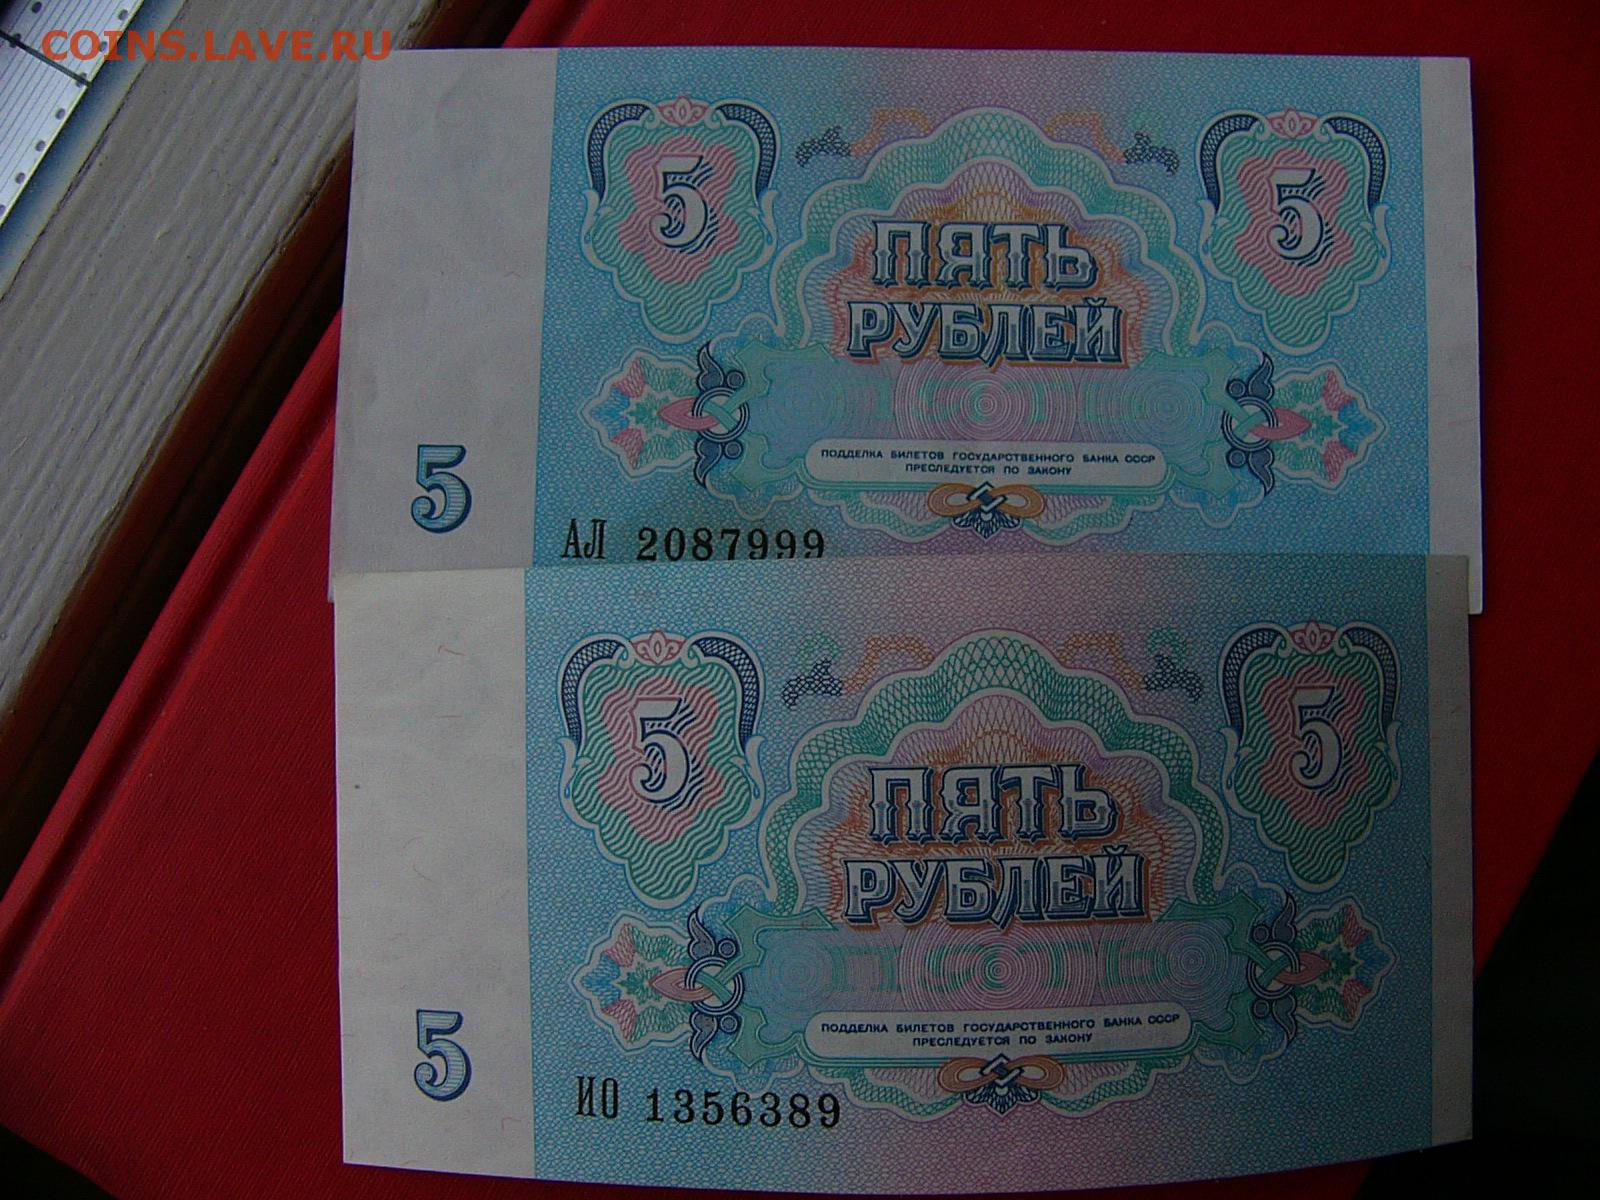 COINS.LAVE.RU
5 5
ПЯТЬ
РУБЛЕЙ
ПОДДЕЛКА БИЛЕТОВ ГОСУДАРСТВЕННОГО БАНКА СССР
ПРЕСЛЕДУЕТСЯ ПО ЗАКОНУ
5
АЛ 2087999
5 5
ПЯТЬ
РУБЛЕЙ
ПЯТЬ
ПОДДЕЛКА БИЛЕТОВ ГОСУДАРСТВЕННОГО БАНКА СССР
ПРЕСЛЕДУЕТСЯ ПО ЗАКОНУ
5
ИО 1356389